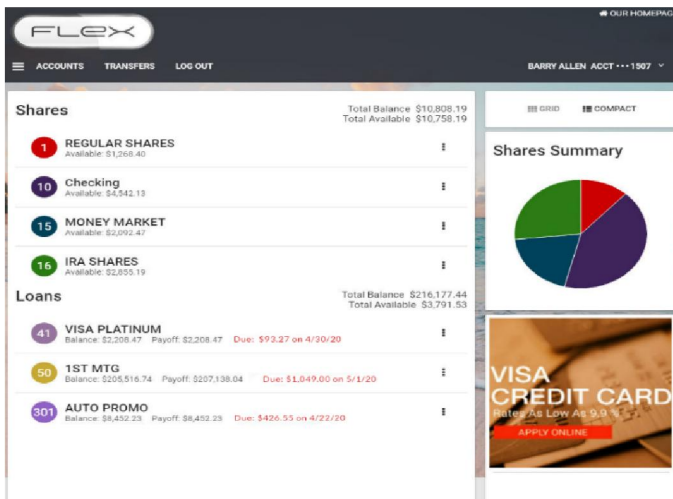 FLEX
OUR HOMEPAG
ACCOUNTS TRANSFERS LOG OUT
BARRY ALLEN ACCT ••• 1507
Shares
Total Balance $10,808.19
Total Available $10,758.19
1 REGULAR SHARES
Available: $1,268.40
10 Checking
Available: $4,542.13
15 MONEY MARKET
Available: $2,092.47
16 IRA SHARES
Available: $2,855.19
Loans
Total Balance $216,177.44
Total Available $3,791.53
41 VISA PLATINUM
Balance: $2,208.47 Payoff: $2,208.47 Due: $93.27 on 4/30/20
50 1ST MTG
Balance: $205,516.74 Payoff: $207,138.04 Due: $1,049.00 on 5/1/20
301 AUTO PROMO
Balance: $8,452.23 Payoff: $8,452.23 Due: $426.55 on 4/22/20
GRID COMPACT
Shares Summary
VISA
CREDIT CARD
Rates As Low As 9.9 %
APPLY ONLINE